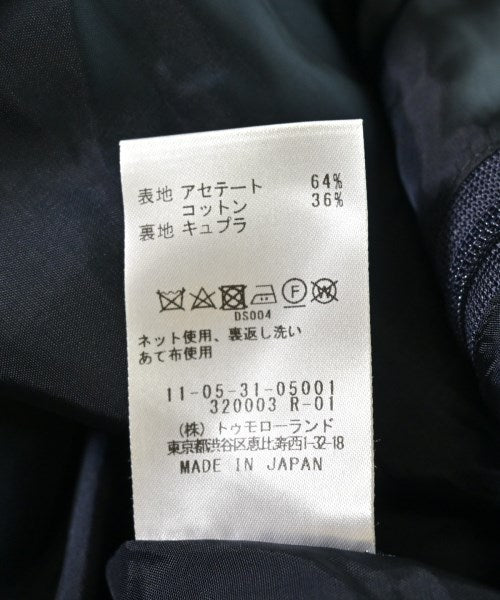 表地 アセテート 64%
コットン 36%
裏地 キュプラ
F W
DS004
ネット使用、裏返し洗い
あて布使用
11-05-31-05001
320003 R-01
(株) トゥモローランド
東京都渋谷区恵比寿西1-32-18
MADE IN JAPAN